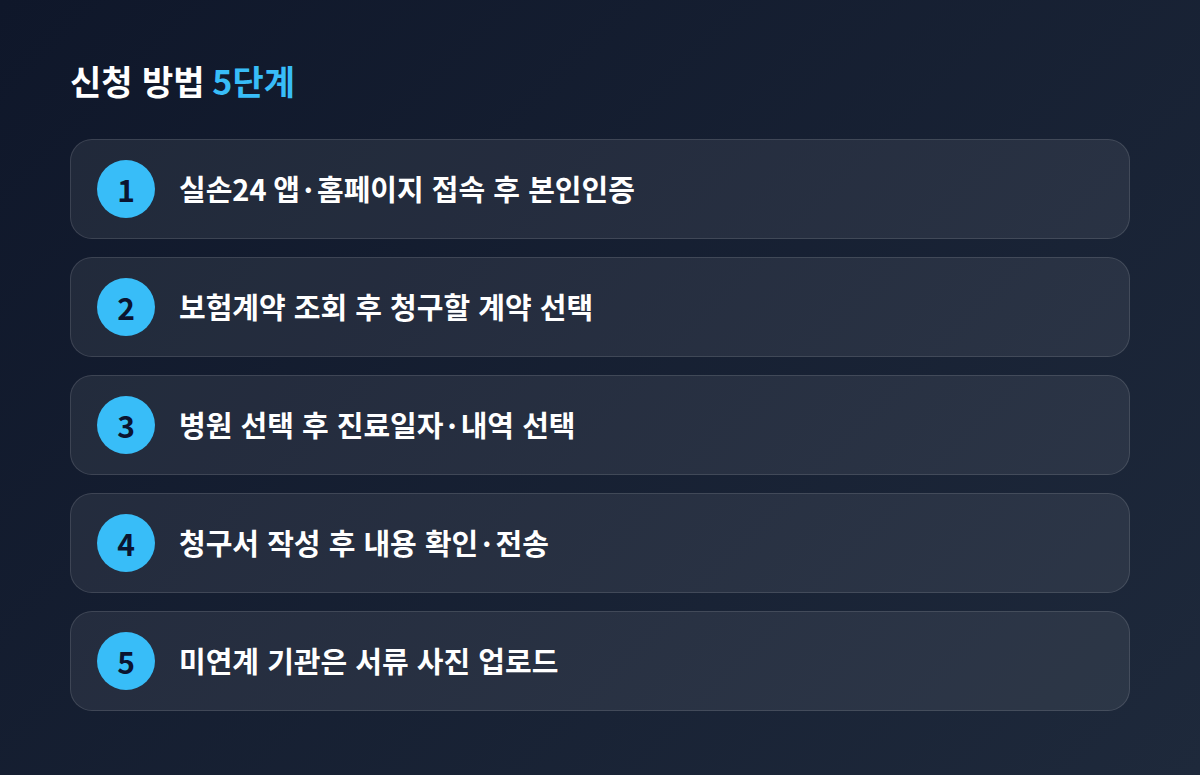 신청 방법 5단계
1 실손24 앱·홈페이지 접속 후 본인인증
2 보험계약 조회 후 청구할 계약 선택
3 병원 선택 후 진료일자·내역 선택
4 청구서 작성 후 내용 확인·전송
5 미연계 기관은 서류 사진 업로드